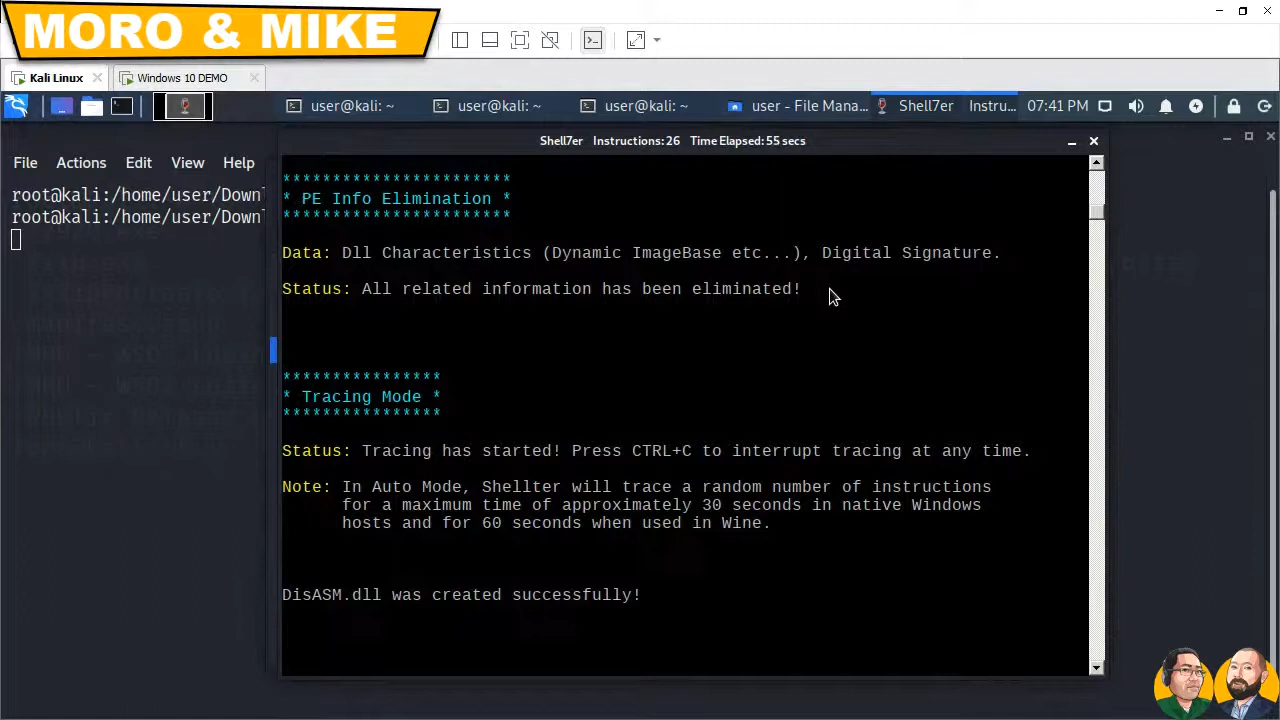 MORO & MIKE
Kali Linux
Windows 10 DEMO
user@kali: ~
user@kali: ~
user@kali: ~
user - File Mana...
Shell7er
Instru...
07:41 PM
Shell7er Instructions: 26 Time Elapsed: 55 secs
File Actions Edit View Help
root@kali:/home/user/Downl
root@kali:/home/user/Downl
***********************
* PE Info Elimination *
***********************
Data: Dll Characteristics (Dynamic ImageBase etc...), Digital Signature.
Status: All related information has been eliminated!
****************
* Tracing Mode *
****************
Status: Tracing has started! Press CTRL+C to interrupt tracing at any time.
Note: In Auto Mode, Shellter will trace a random number of instructions
for a maximum time of approximately 30 seconds in native Windows
hosts and for 60 seconds when used in Wine.
DisASM.dll was created successfully!